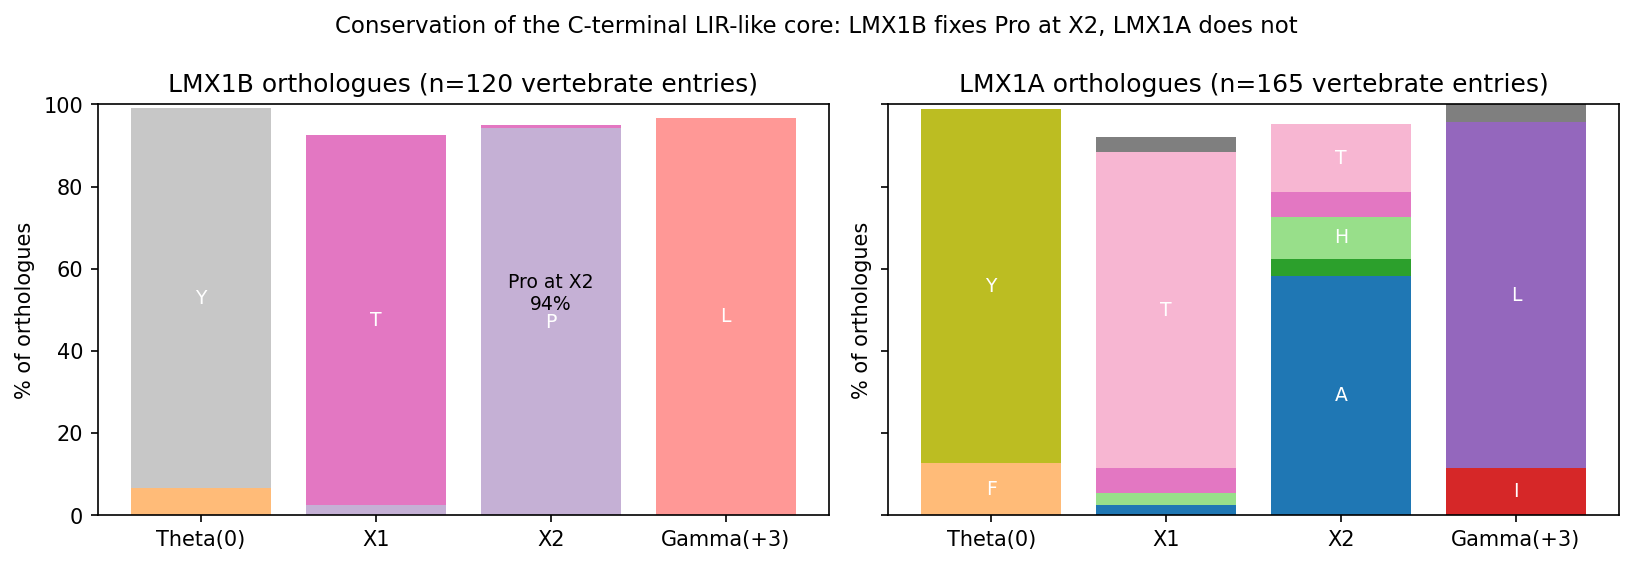 Conservation of the C-terminal LIR-like core: LMX1B fixes Pro at X2, LMX1A does not
LMX1B orthologues (n=120 vertebrate entries)
% of orthologues
100
80
60
40
20
0
Y
T
Pro at X2
94%
P
L
Theta(0)
X1
X2
Gamma(+3)
LMX1A orthologues (n=165 vertebrate entries)
% of orthologues
Y
F
T
T
H
A
L
I
Theta(0)
X1
X2
Gamma(+3)